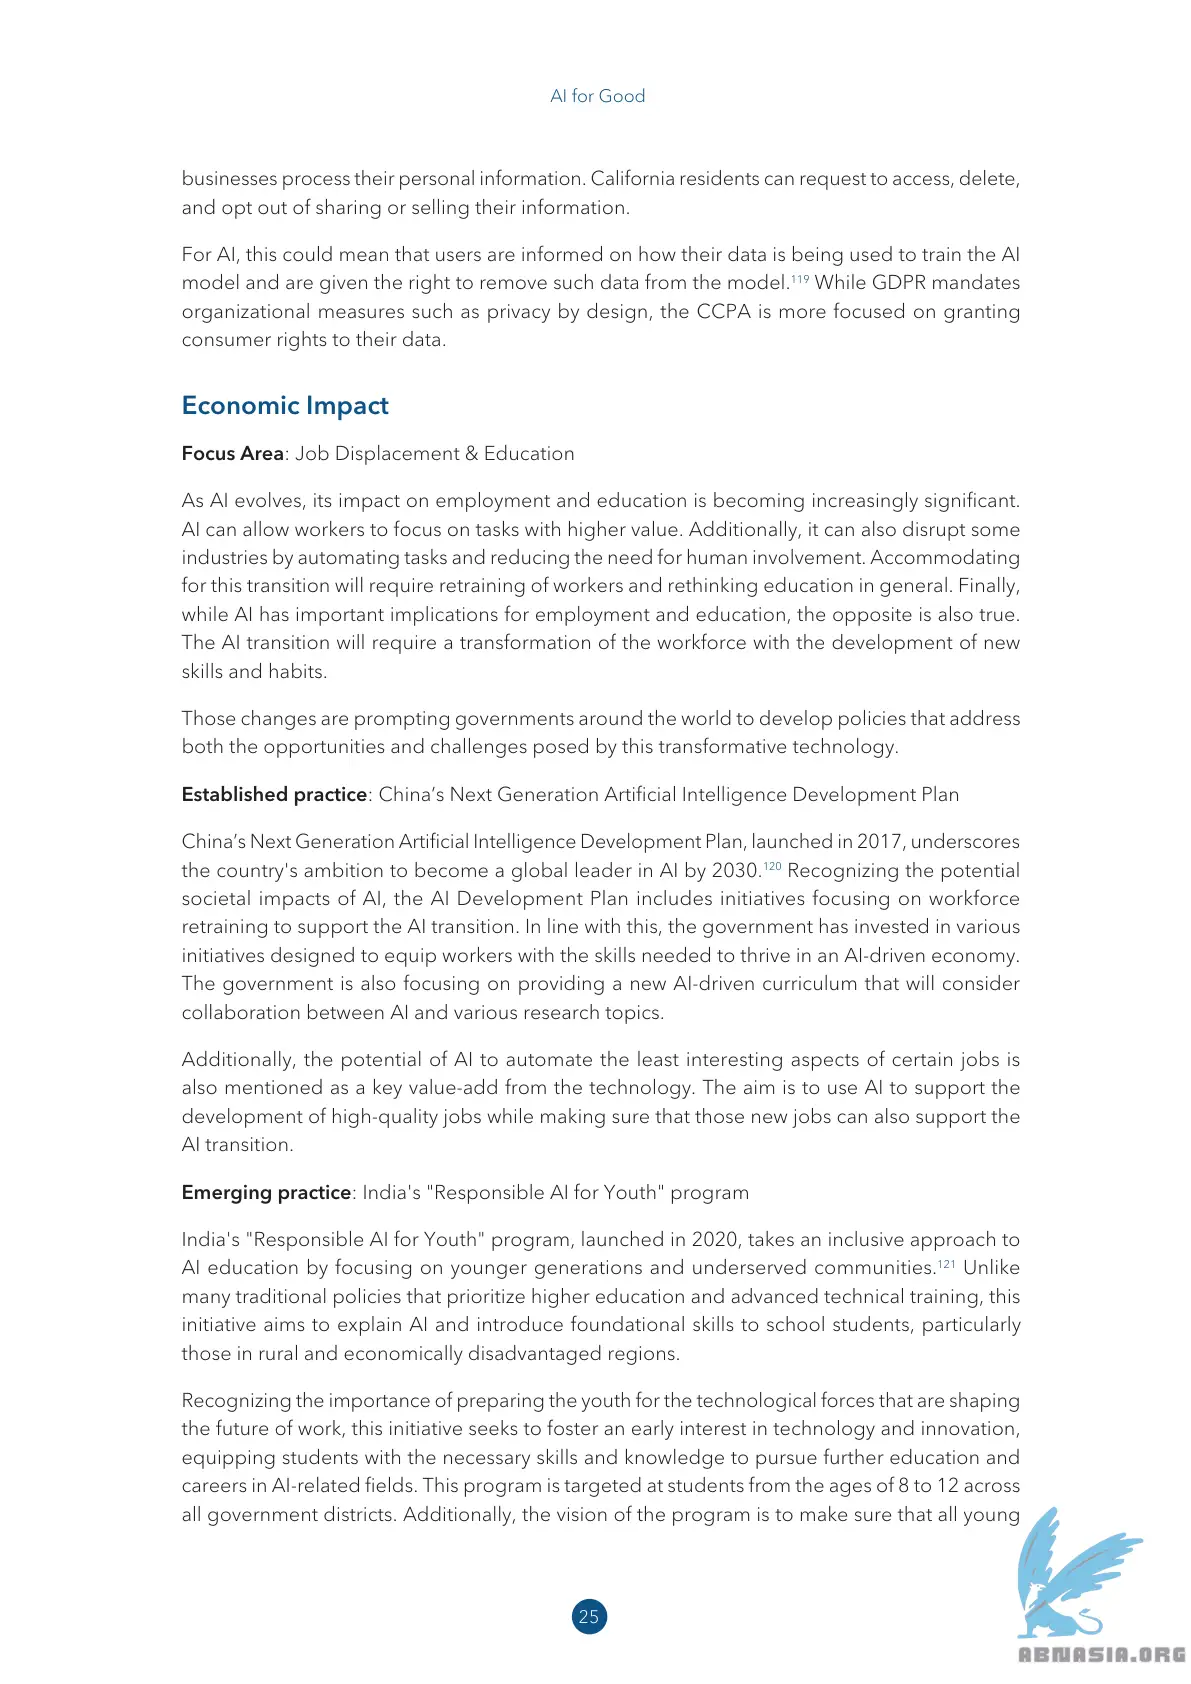 AI for Good
businesses process their personal information. California residents can request to access, delete,
and opt out of sharing or selling their information.
For AI, this could mean that users are informed on how their data is being used to train the AI
model and are given the right to remove such data from the model.119 While GDPR mandates
organizational measures such as privacy by design, the CCPA is more focused on granting
consumer rights to their data.
Economic Impact
Focus Area: Job Displacement & Education
As AI evolves, its impact on employment and education is becoming increasingly significant.
AI can allow workers to focus on tasks with higher value. Additionally, it can also disrupt some
industries by automating tasks and reducing the need for human involvement. Accommodating
for this transition will require retraining of workers and rethinking education in general. Finally,
while AI has important implications for employment and education, the opposite is also true.
The AI transition will require a transformation of the workforce with the development of new
skills and habits.
Those changes are prompting governments around the world to develop policies that address
both the opportunities and challenges posed by this transformative technology.
Established practice: China’s Next Generation Artificial Intelligence Development Plan
China’s Next Generation Artificial Intelligence Development Plan, launched in 2017, underscores
the country's ambition to become a global leader in AI by 2030.120 Recognizing the potential
societal impacts of AI, the AI Development Plan includes initiatives focusing on workforce
retraining to support the AI transition. In line with this, the government has invested in various
initiatives designed to equip workers with the skills needed to thrive in an AI-driven economy.
The government is also focusing on providing a new AI-driven curriculum that will consider
collaboration between AI and various research topics.
Additionally, the potential of AI to automate the least interesting aspects of certain jobs is
also mentioned as a key value-add from the technology. The aim is to use AI to support the
development of high-quality jobs while making sure that those new jobs can also support the
AI transition.
Emerging practice: India's "Responsible AI for Youth" program
India's "Responsible AI for Youth" program, launched in 2020, takes an inclusive approach to
AI education by focusing on younger generations and underserved communities.121 Unlike
many traditional policies that prioritize higher education and advanced technical training, this
initiative aims to explain AI and introduce foundational skills to school students, particularly
those in rural and economically disadvantaged regions.
Recognizing the importance of preparing the youth for the technological forces that are shaping
the future of work, this initiative seeks to foster an early interest in technology and innovation,
equipping students with the necessary skills and knowledge to pursue further education and
careers in AI-related fields. This program is targeted at students from the ages of 8 to 12 across
all government districts. Additionally, the vision of the program is to make sure that all young
25
ABNASIA.ORG